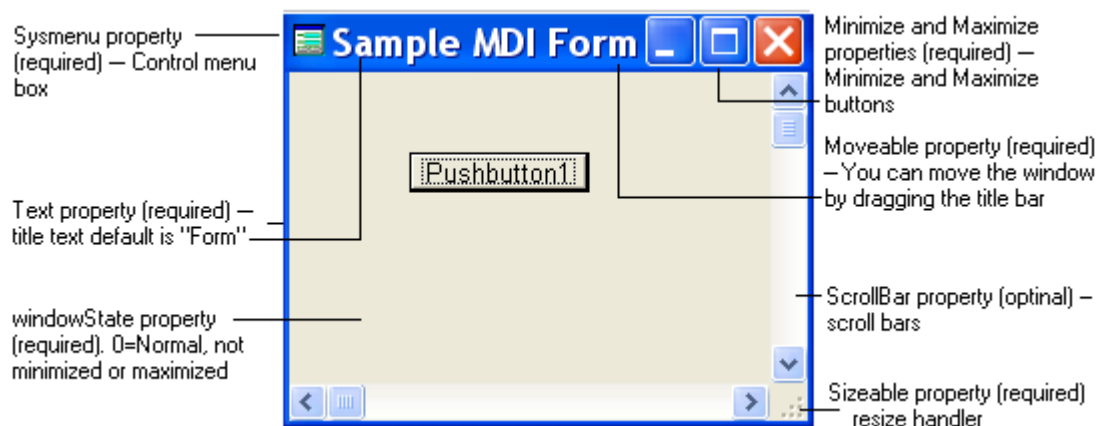 Sysmenu property
(required) – Control menu
box
Sample MDI Form
Minimize and Maximize
properties (required) –
Minimize and Maximize
buttons
Pushbutton1
Moveable property (required)
– You can move the window
by dragging the title bar
Text property (required) –
title text default is "Form"
windowState property
(required). 0=Normal, not
minimized or maximized
ScrollBar property (optinal) –
scroll bars
Sizeable property (required)
resize handler